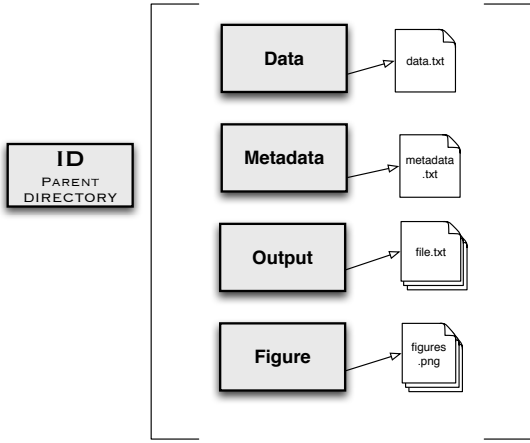 ID
PARENT
DIRECTORY
Data
data.txt
Metadata
metadata
.txt
Output
file.txt
Figure
figures
.png